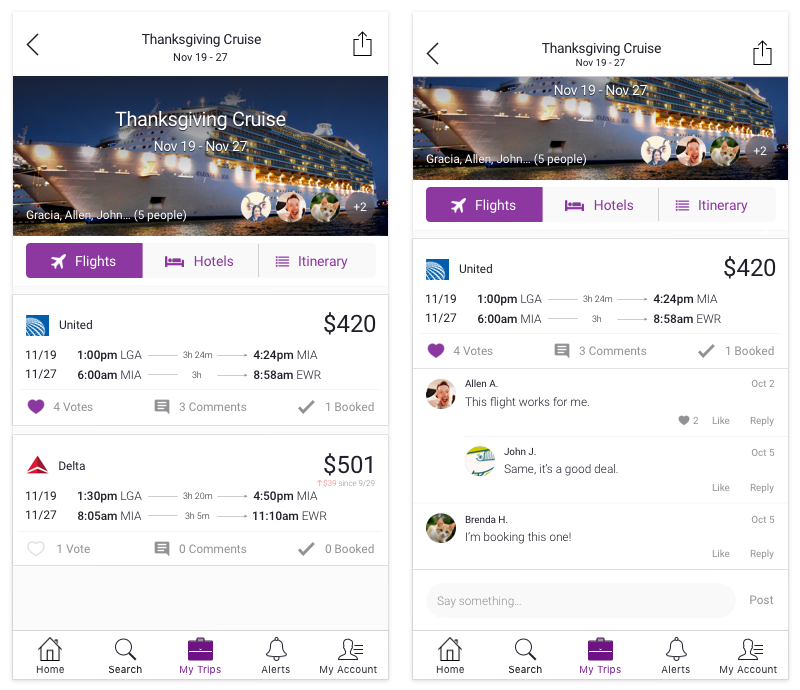 Thanksgiving Cruise
Nov 19 - 27
Thanksgiving Cruise
Nov 19 - Nov 27
Gracia, Allen, John... (5 people)
+2
Flights
Hotels
Itinerary
United
$420
11/19 1:00pm LGA 3h 24m 4:24pm MIA
11/27 6:00am MIA 3h 8:58am EWR
4 Votes
3 Comments
1 Booked
Delta
$501
↑$39 since 9/29
11/19 1:30pm LGA 3h 20m 4:50pm MIA
11/27 8:05am MIA 3h 5m 11:10am EWR
1 Vote
0 Comments
0 Booked
Home
Search
My Trips
Alerts
My Account
Thanksgiving Cruise
Nov 19 - 27
Nov 19 - Nov 27
Gracia, Allen, John... (5 people)
+2
Flights
Hotels
Itinerary
United
$420
11/19 1:00pm LGA 3h 24m 4:24pm MIA
11/27 6:00am MIA 3h 8:58am EWR
4 Votes
3 Comments
1 Booked
Allen A.
Oct 2
This flight works for me.
2
Like
Reply
John J.
Oct 5
Same, it's a good deal.
Like
Reply
Brenda H.
Oct 5
I'm booking this one!
Like
Reply
Say something...
Post
Home
Search
My Trips
Alerts
My Account